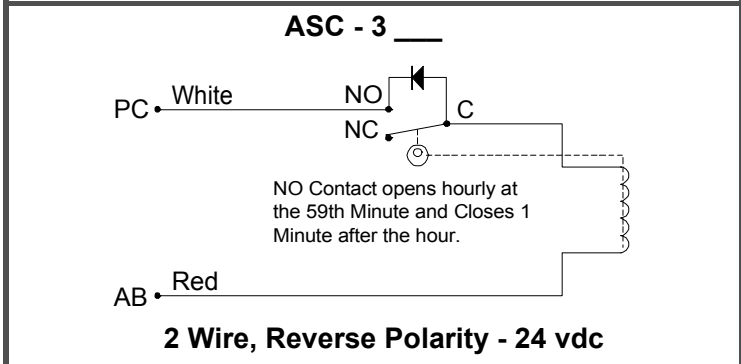 ASC - 3 ___
PC White NO C
NC
NO Contact opens hourly at
the 59th Minute and Closes 1
Minute after the hour.
AB Red
2 Wire, Reverse Polarity - 24 vdc